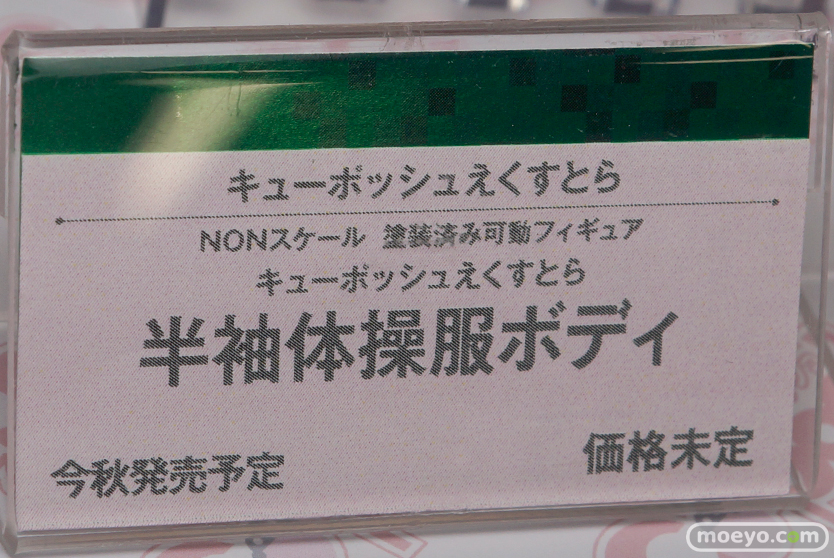 キューポッシュえくすとら
NONスケール 塗装済み可動フィギュア
キューポッシュえくすとら
半袖体操服ボディ
今秋発売予定
価格未定
moeyo.com